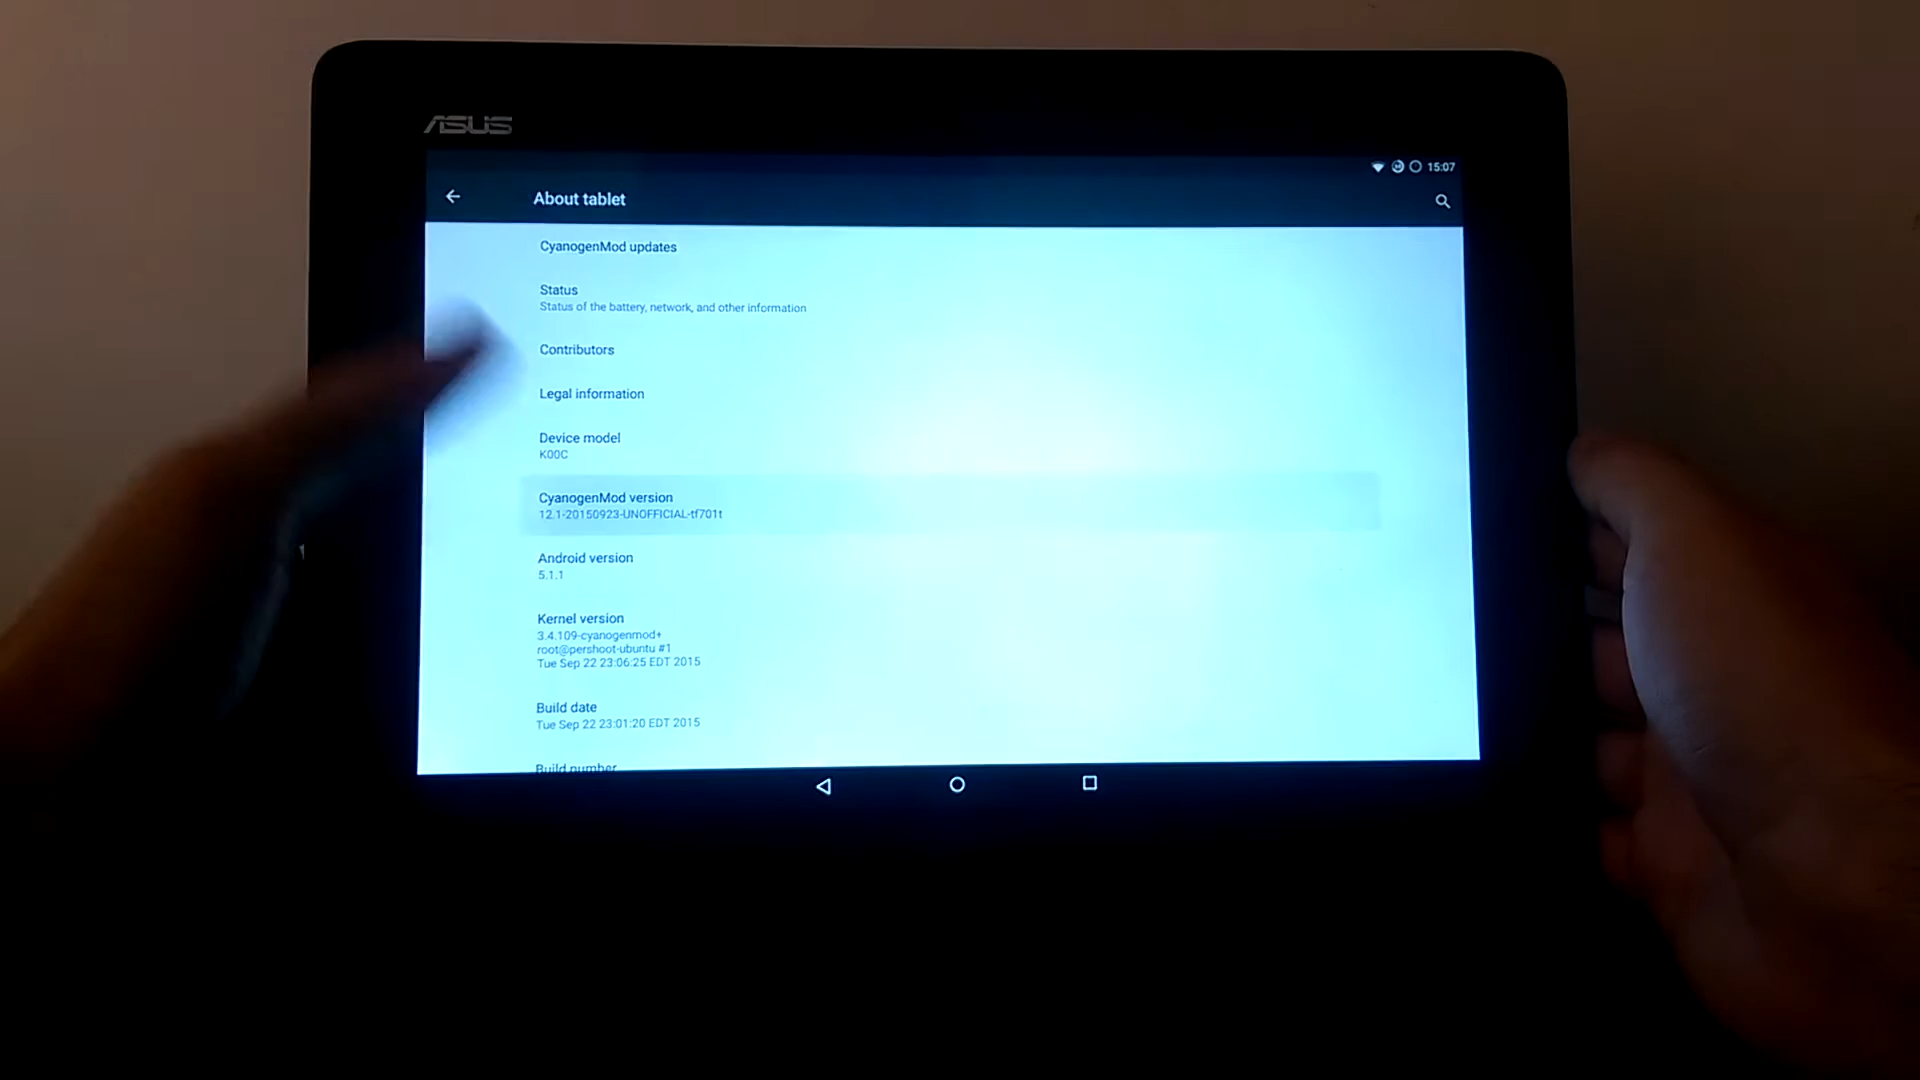 ASUS
15:07
About tablet
CyanogenMod updates
Status
Status of the battery, network, and other information
Contributors
Legal information
Device model
K00C
CyanogenMod version
12.1-20150923-UNOFFICIAL-tf701t
Android version
5.1.1
Kernel version
3.4.109-cyanogenmod+
root@pershoot-ubuntu #1
Tue Sep 22 23:06:25 EDT 2015
Build date
Tue Sep 22 23:01:20 EDT 2015
Build number